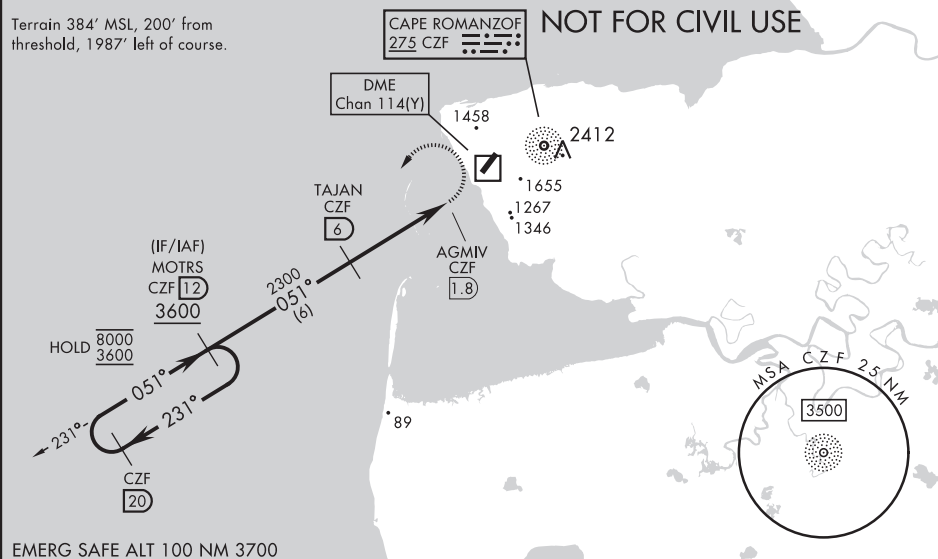 Terrain 384' MSL, 200' from
threshold, 1987' left of course.
CAPE ROMANZOF
275 CZF
NOT FOR CIVIL USE
DME
Chan 114(Y)
1458
2412
1655
1267
1346
TAJAN
CZF
6
AGMIV
CZF
1.8
(IF/IAF)
MOTRS
CZF 12
3600
2300
051°
(6)
HOLD 8000
3600
051°
231°
231°
CZF
20
89
MSA CZF 25 NM
3500
EMERG SAFE ALT 100 NM 3700